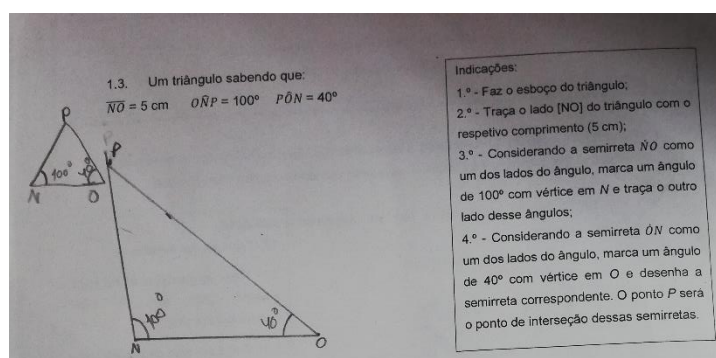 1.3. Um triângulo sabendo que:
NO = 5 cm ON̂P = 100° PÔN = 40°
P
100°
40°
N
O
P
100°
40°
N
O
Indicações:
1.º - Faz o esboço do triângulo;
2.º - Traça o lado [NO] do triângulo com o
respetivo comprimento (5 cm);
3.º - Considerando a semirreta ṄO como
um dos lados do ângulo, marca um ângulo
de 100° com vértice em N e traça o outro
lado desse ângulos;
4.º - Considerando a semirreta ȮN como
um dos lados do ângulo, marca um ângulo
de 40° com vértice em O e desenha a
semirreta correspondente. O ponto P será
o ponto de interseção dessas semirretas.